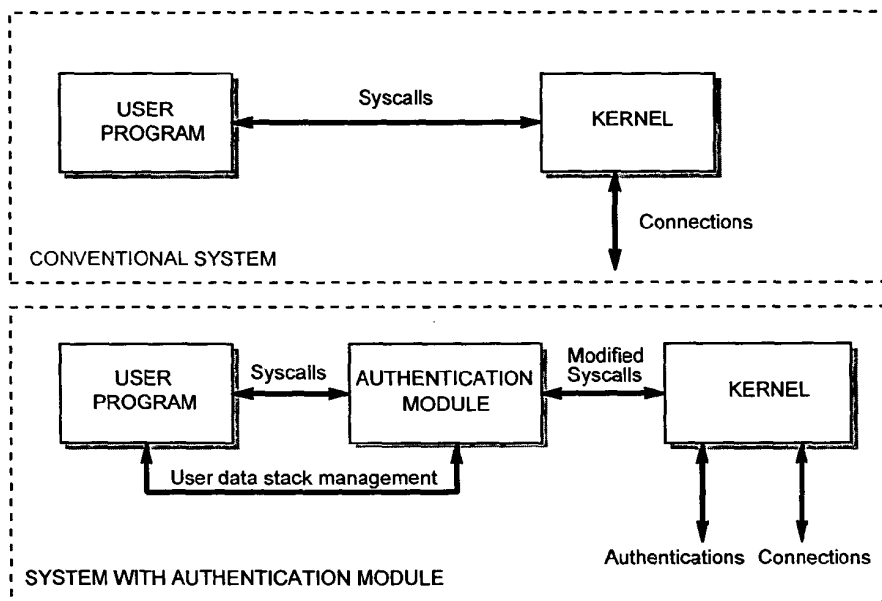 USER
PROGRAM
Syscalls
KERNEL
Connections
CONVENTIONAL SYSTEM
USER
PROGRAM
Syscalls
AUTHENTICATION
MODULE
Modified
Syscalls
KERNEL
User data stack management
Authentications
Connections
SYSTEM WITH AUTHENTICATION MODULE